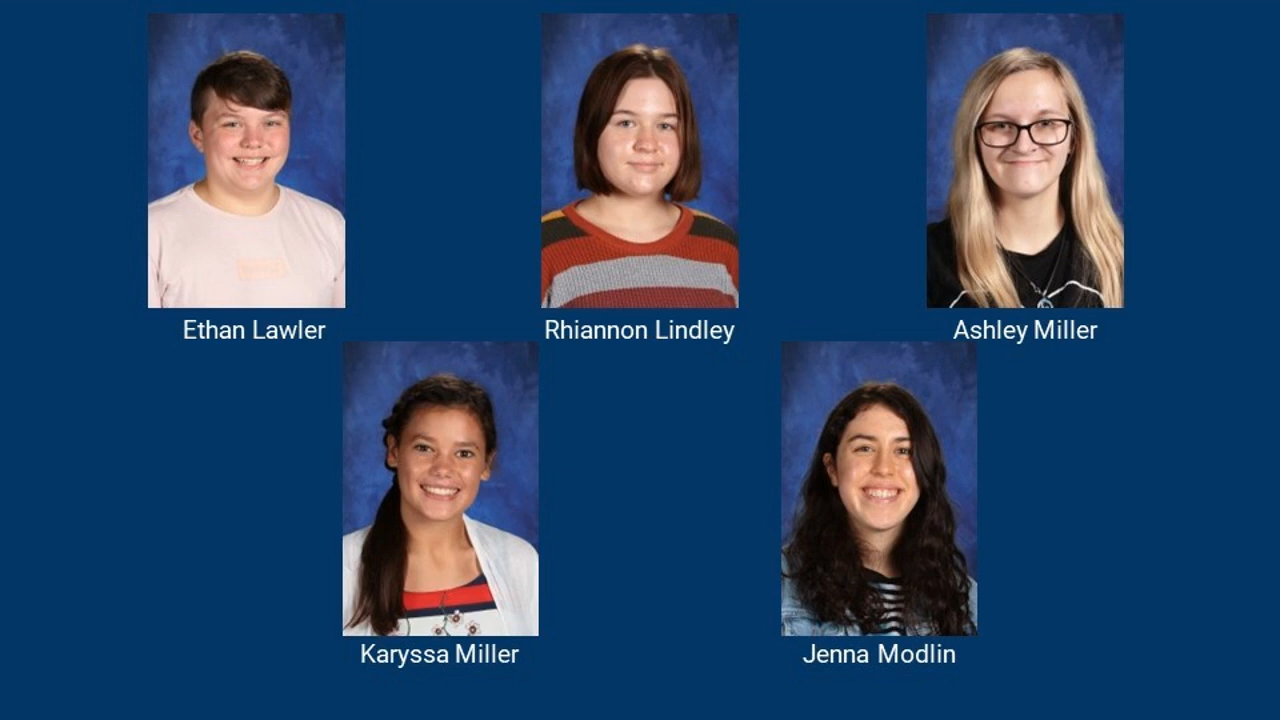 Ethan Lawler
Rhiannon Lindley
Ashley Miller
Karyssa Miller
Jenna Modlin